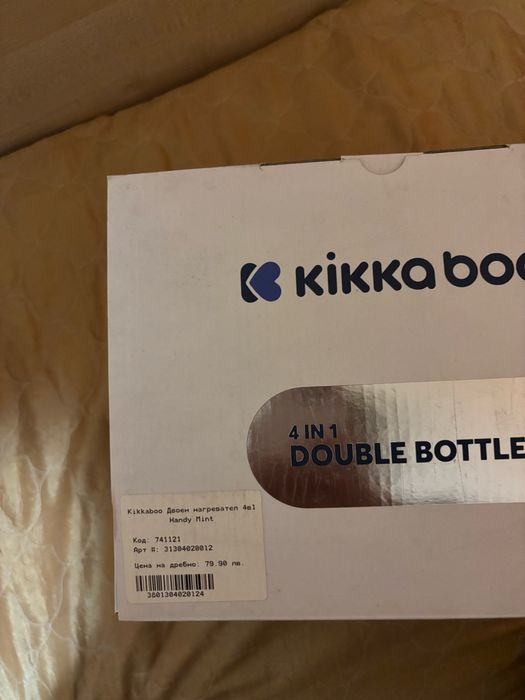 Kikka boo
4 IN 1
DOUBLE BOTTLE
Kikkaboo Двоен нагревател 4в1
Handy Mint
Код: 741121
Арт #: 31304020012
Цена на дребно: 79.90 лв.
3801304020124